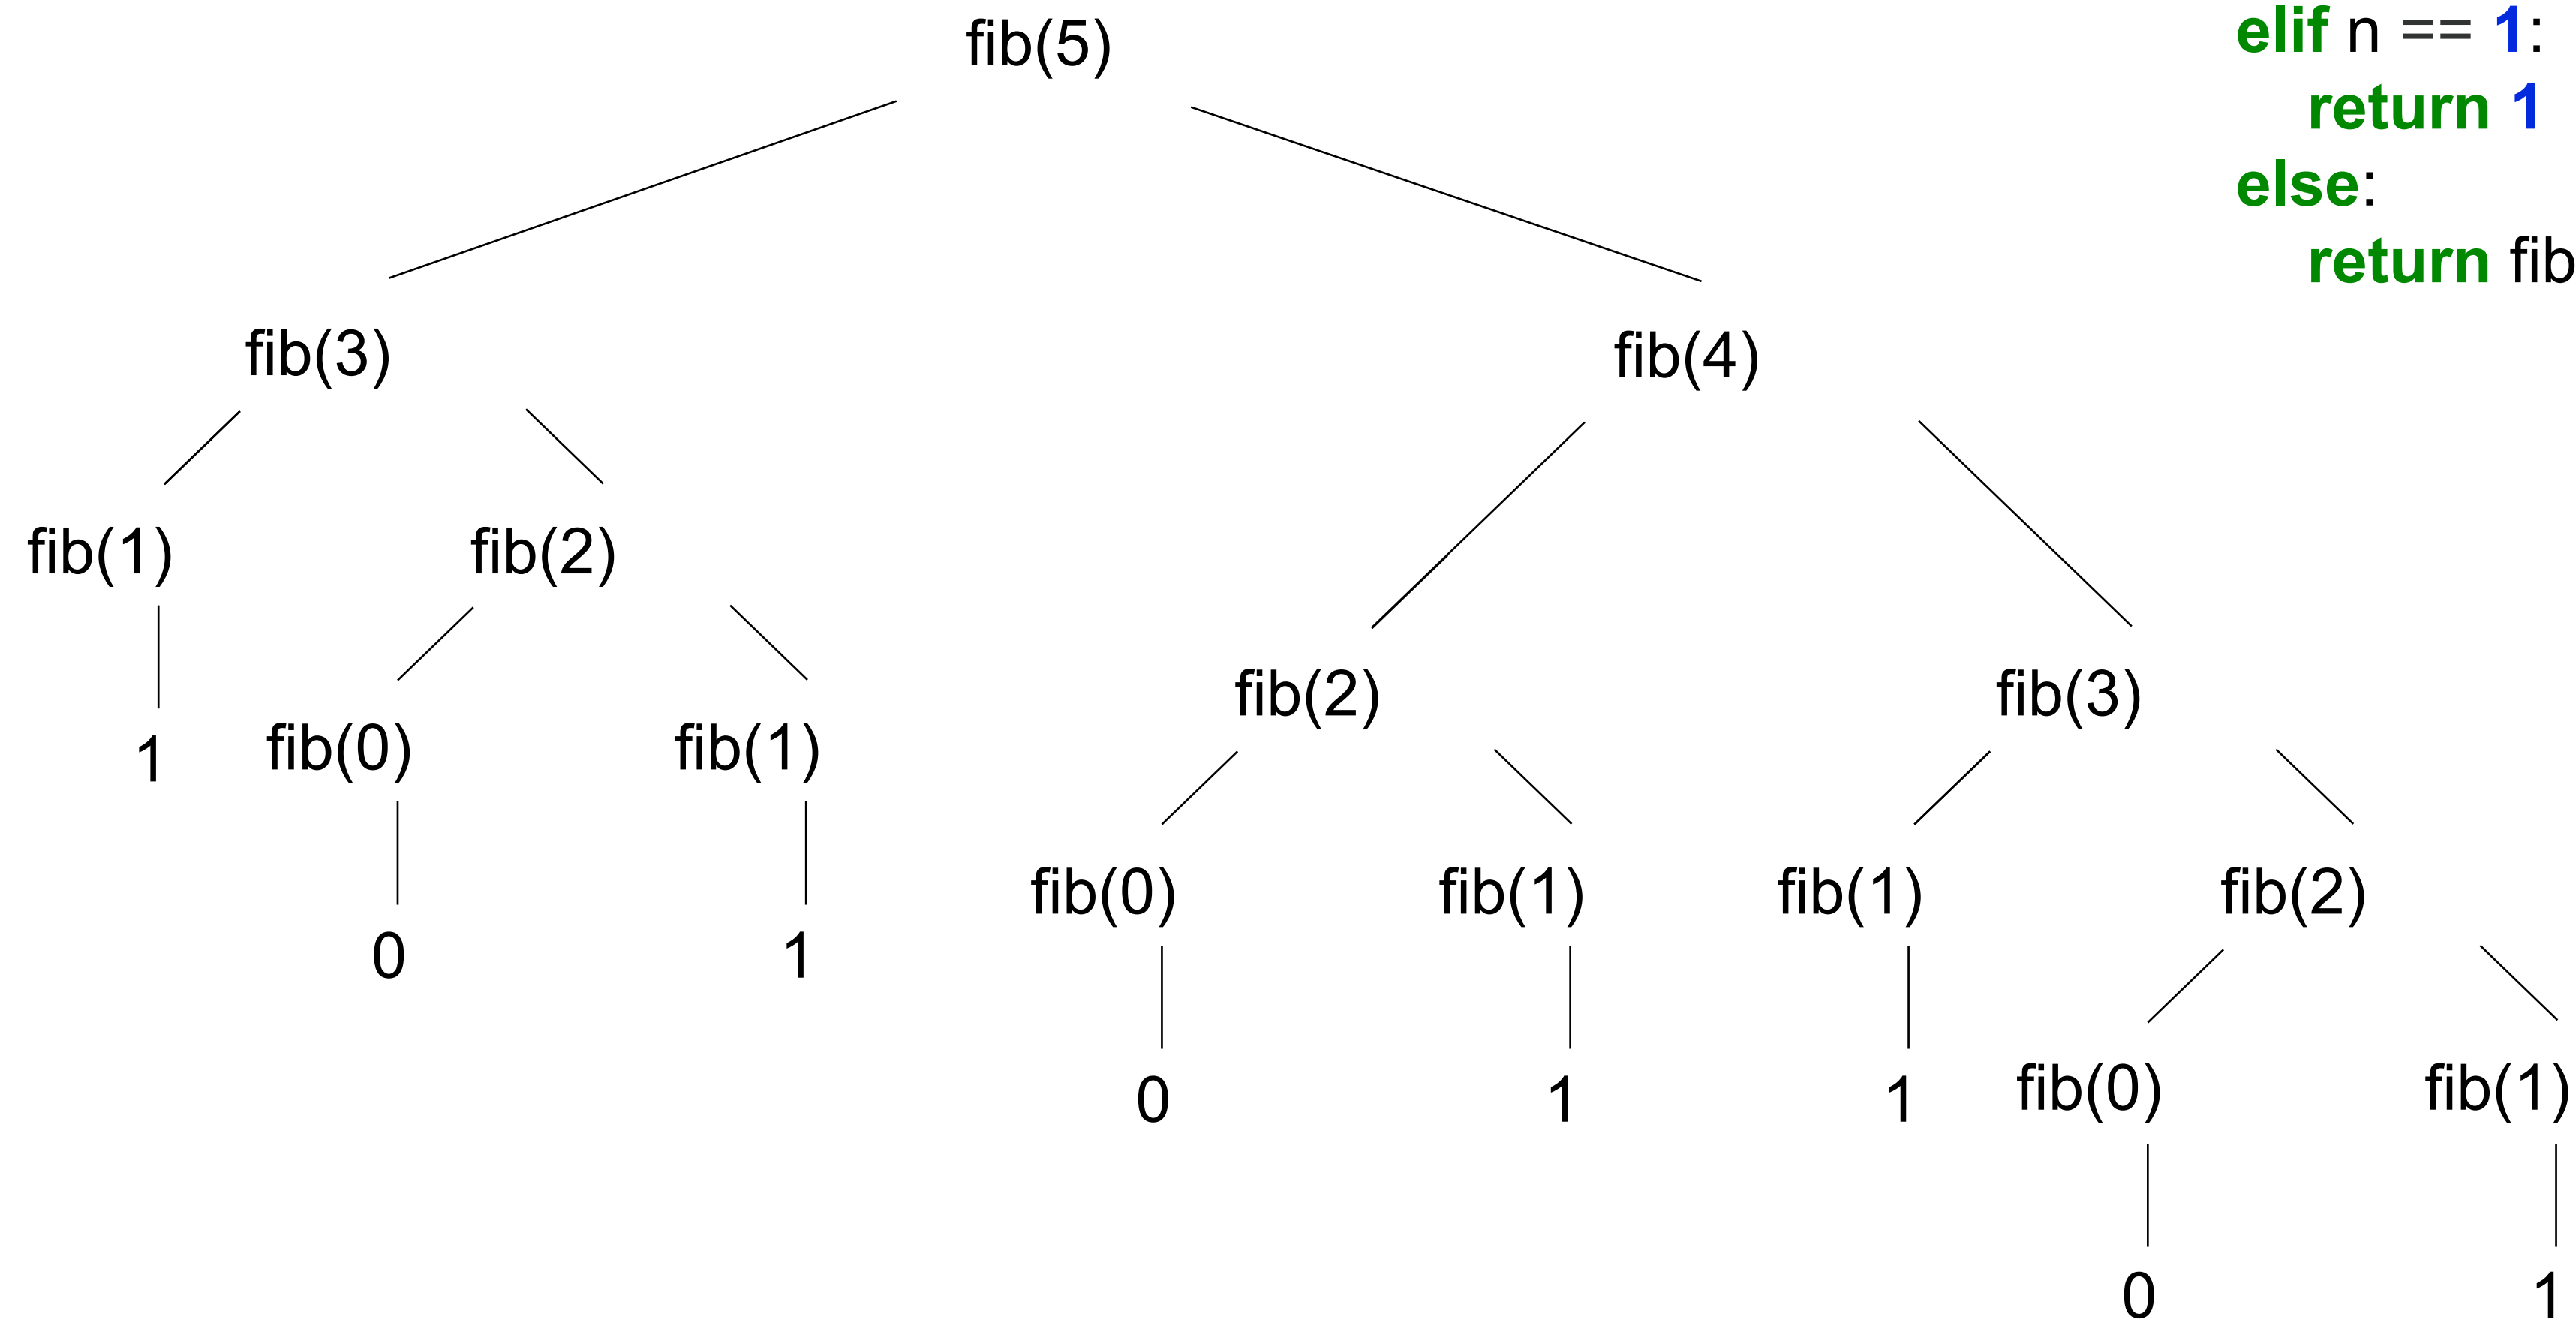 fib(5)
elif n == 1:
return 1
else:
return fib
fib(3)
fib(4)
fib(1)
fib(2)
fib(2)
fib(3)
1
fib(0)
fib(1)
fib(0)
fib(1)
fib(1)
fib(2)
0
1
0
1
1
fib(0)
fib(1)
0
1